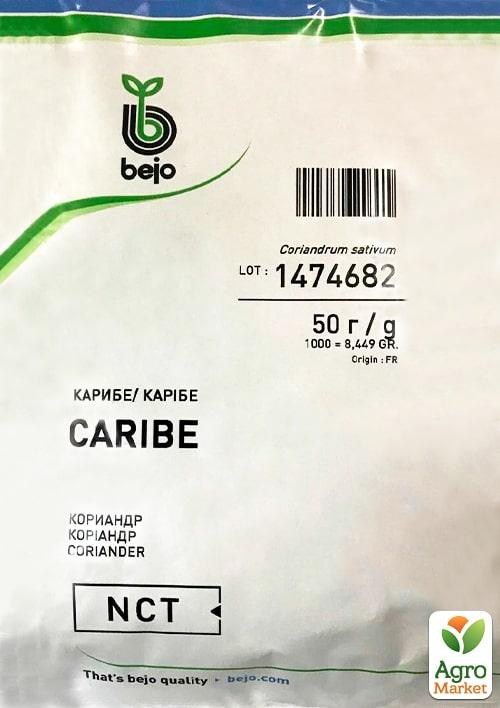 bejo
Coriandrum sativum
LOT : 1474682
50 г / g
1000 = 8,449 GR.
Origin : FR
КАРИБЕ/ КАРІБЕ
CARIBE
КОРИАНДР
КОРІАНДР
CORIANDER
NCT
That's bejo quality - bejo.com
Agro
Market